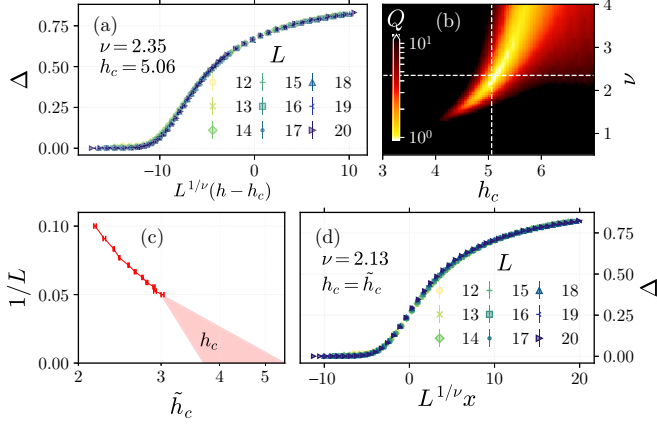 (a)
ν = 2.35
h_c = 5.06
L
12 15 18
13 16 19
14 17 20
0.75
0.50
0.25
0.00
Δ
−10 0 10
L^{1/ν}(h − h_c)
Q
10^1
10^0
(b)
4
3
2
1
ν
3 4 5 6
h_c
(c)
0.10
0.05
0.00
1/L
h_c
2 3 4 5
h̃_c
(d)
ν = 2.13
h_c = h̃_c
L
12 15 18
13 16 19
14 17 20
0.75
0.50
0.25
0.00
Δ
−10 0 10 20
L^{1/ν}x